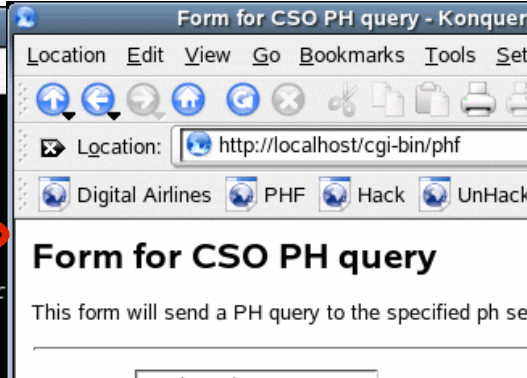 Form for CSO PH query - Konquer
Location Edit View Go Bookmarks Tools Set
Location: http://localhost/cgi-bin/phf
Digital Airlines PHF Hack UnHack
Form for CSO PH query
This form will send a PH query to the specified ph se